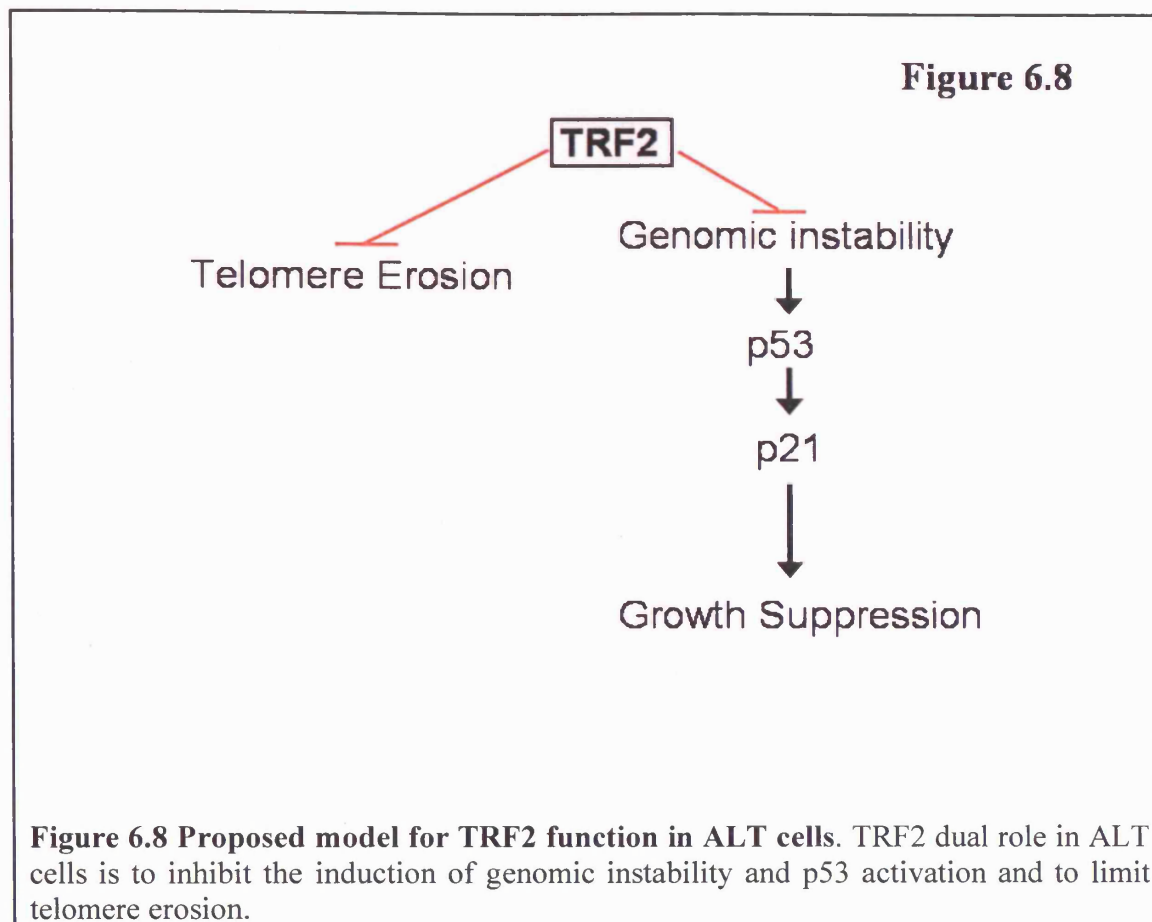 Figure 6.8
TRF2
Genomic instability
Telomere Erosion
p53
p21
Growth Suppression
Figure 6.8 Proposed model for TRF2 function in ALT cells. TRF2 dual role in ALT
cells is to inhibit the induction of genomic instability and p53 activation and to limit
telomere erosion.